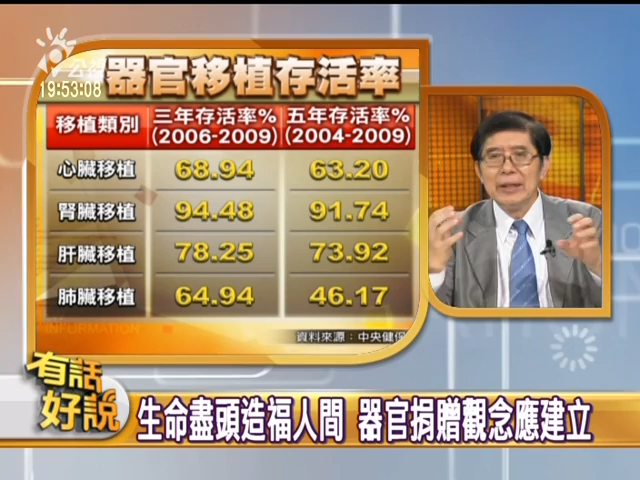 公視
19:53:08
器官移植存活率
移植類別 三年存活率% (2006-2009) 五年存活率% (2004-2009)
心臟移植 68.94 63.20
腎臟移植 94.48 91.74
肝臟移植 78.25 73.92
肺臟移植 64.94 46.17
INFORMATION
資料來源：中央健保
有話好說
生命盡頭造福人間 器官捐贈觀念應建立